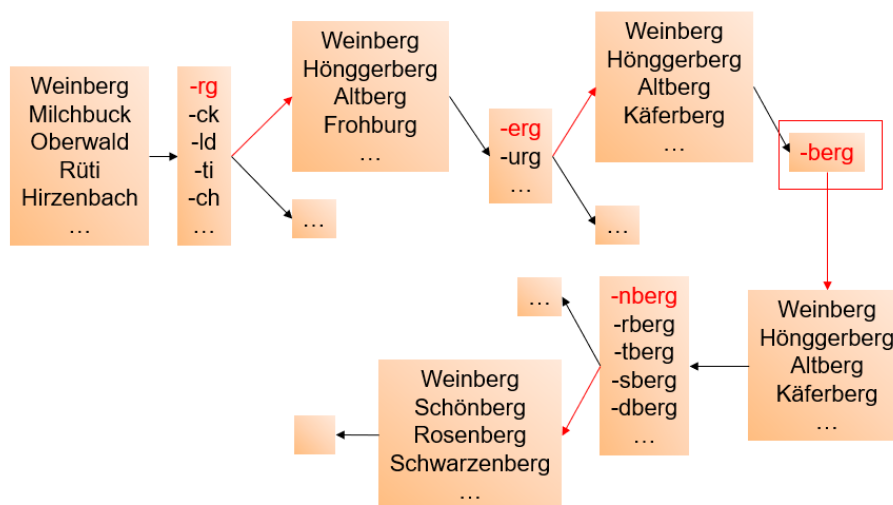 Weinberg
Milchbuck
Oberwald
Rüti
Hirzenbach
…
-rg
-ck
-ld
-ti
-ch
…
Weinberg
Hönggerberg
Altberg
Frohburg
…
…
-erg
-urg
…
Weinberg
Hönggerberg
Altberg
Käferberg
…
…
-berg
Weinberg
Hönggerberg
Altberg
Käferberg
…
-nberg
-rberg
-tberg
-sberg
-dberg
…
…
Weinberg
Schönberg
Rosenberg
Schwarzenberg
…